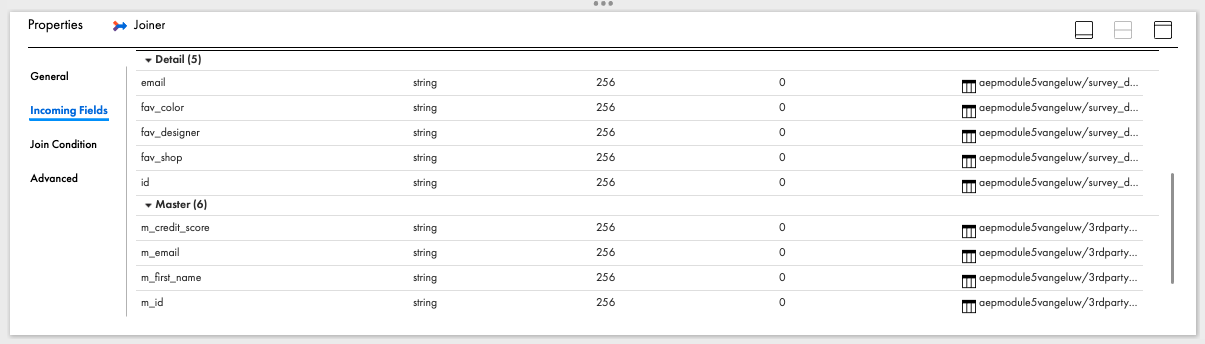 Properties Joiner
General
Incoming Fields
Join Condition
Advanced
Detail (5)
email string 256 0 aepmodule5vangeluw/survey_d...
fav_color string 256 0 aepmodule5vangeluw/survey_d...
fav_designer string 256 0 aepmodule5vangeluw/survey_d...
fav_shop string 256 0 aepmodule5vangeluw/survey_d...
id string 256 0 aepmodule5vangeluw/survey_d...
Master (6)
m_credit_score string 256 0 aepmodule5vangeluw/3rdparty...
m_email string 256 0 aepmodule5vangeluw/3rdparty...
m_first_name string 256 0 aepmodule5vangeluw/3rdparty...
m_id string 256 0 aepmodule5vangeluw/3rdparty...